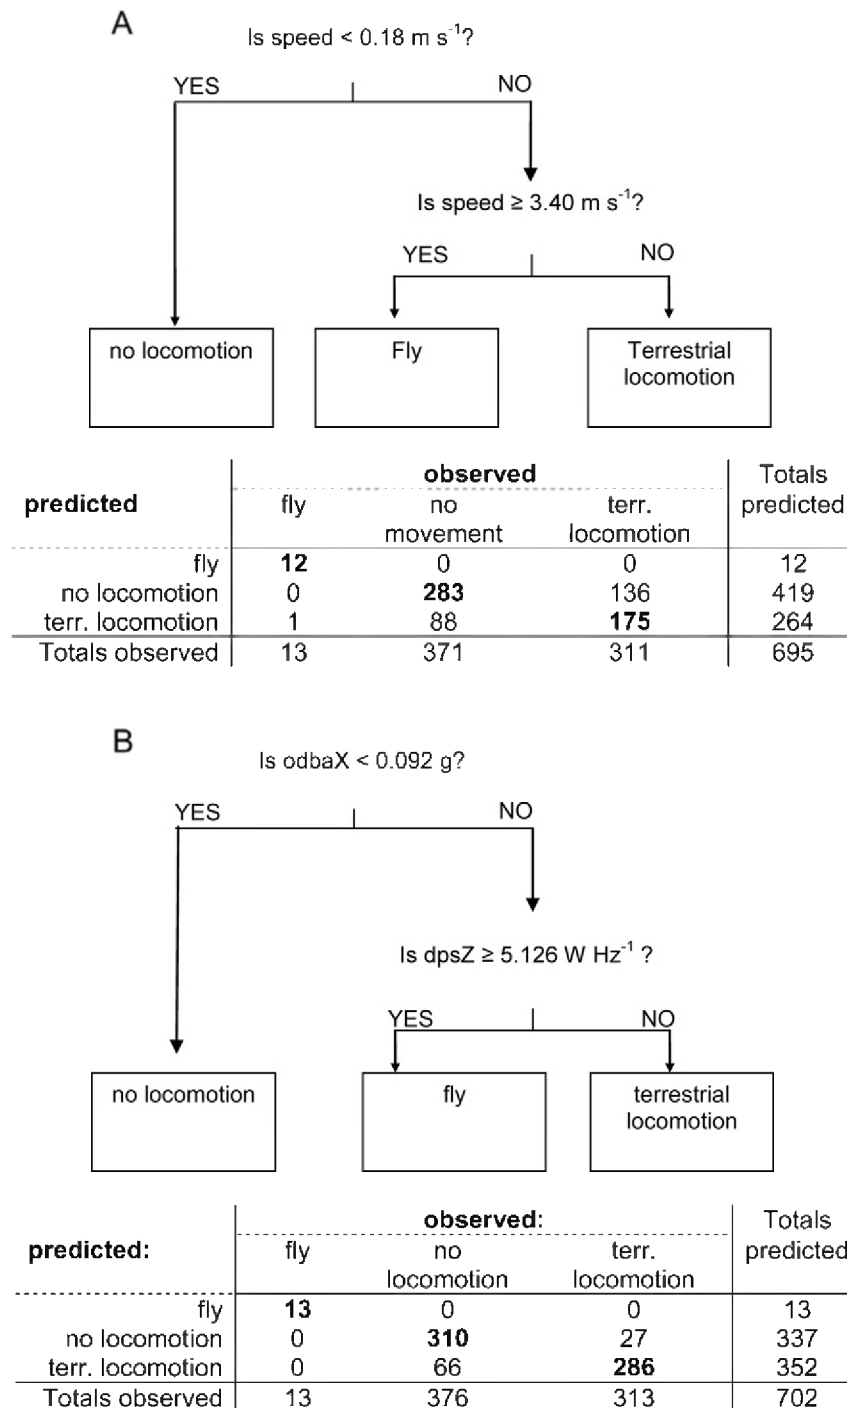 A
Is speed < 0.18 m s-1?
YES NO
Is speed ≥ 3.40 m s-1?
YES NO
no locomotion Fly Terrestrial
locomotion
observed Totals
predicted fly no terr. predicted
movement locomotion
fly 12 0 0 12
no locomotion 0 283 136 419
terr. locomotion 1 88 175 264
Totals observed 13 371 311 695
B
Is odbaX < 0.092 g?
YES NO
Is dpsZ ≥ 5.126 W Hz-1 ?
YES NO
no locomotion fly terrestrial
locomotion
observed: Totals
predicted: fly no terr. predicted
locomotion locomotion
fly 13 0 0 13
no locomotion 0 310 27 337
terr. locomotion 0 66 286 352
Totals observed 13 376 313 702